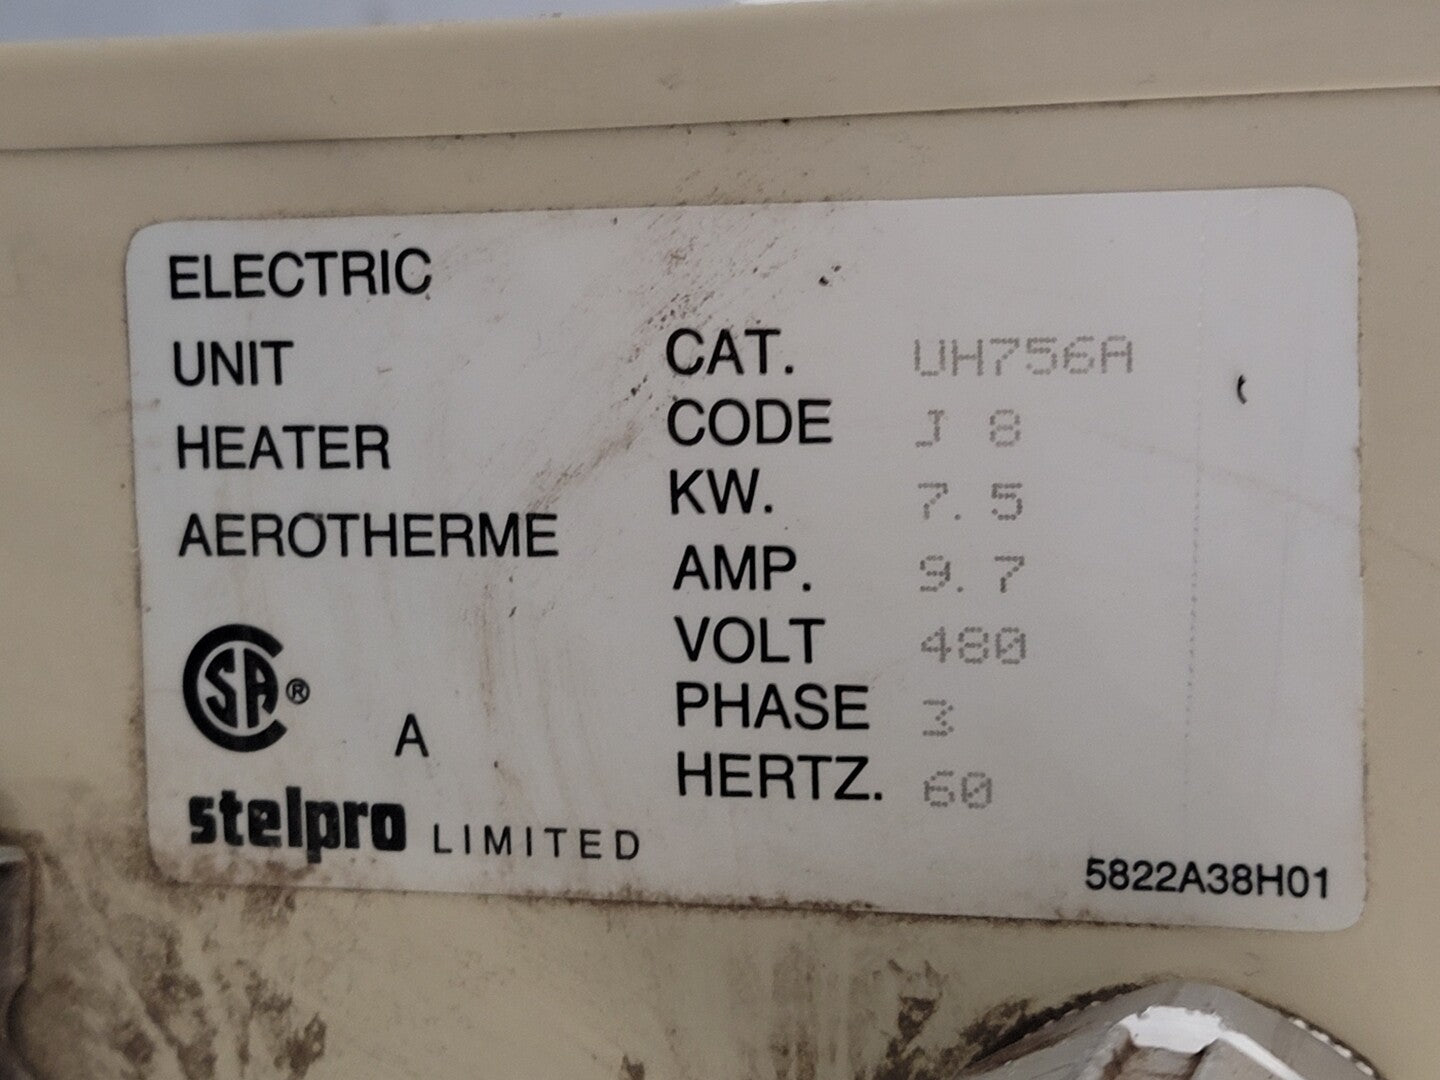 ELECTRIC
UNIT
HEATER
AEROTHERME
CAT. UH756A
CODE J 8
KW. 7.5
AMP. 9.7
VOLT 480
PHASE 3
HERTZ. 60
SA ®
A
stelpro LIMITED
5822A38H01